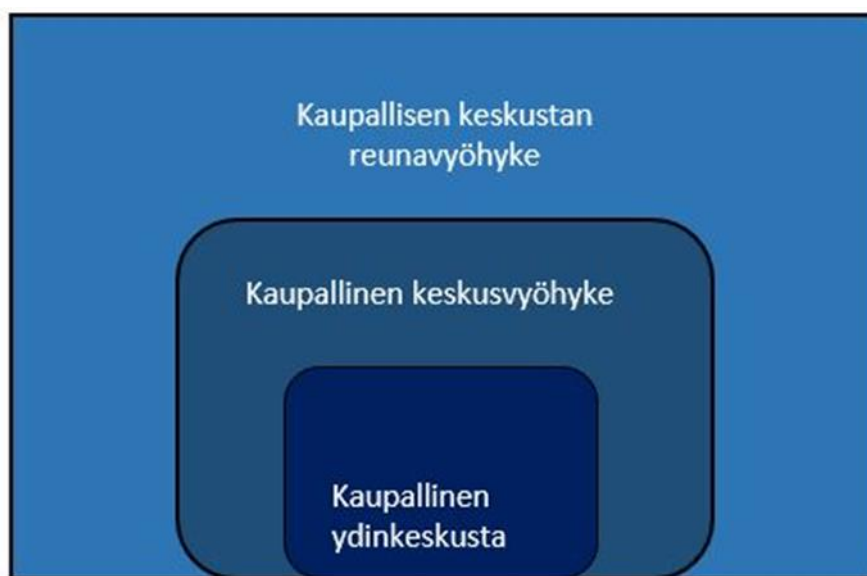 Kaupallisen keskustan
reunavyöhyke
Kaupallinen keskusvyöhyke
Kaupallinen
ydinkeskusta